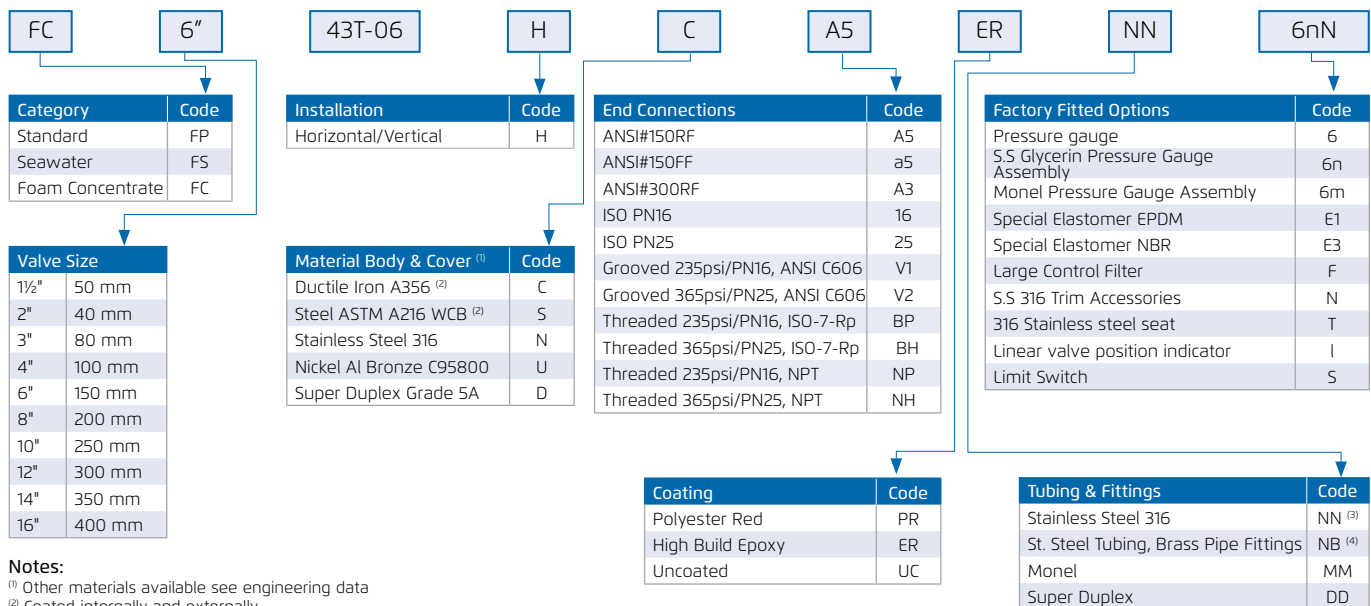 FC 6" 43T-06 H C A5 ER NN 6nN
Category Code
Standard FP
Seawater FS
Foam Concentrate FC
Valve Size
1½" 50 mm
2" 40 mm
3" 80 mm
4" 100 mm
6" 150 mm
8" 200 mm
10" 250 mm
12" 300 mm
14" 350 mm
16" 400 mm
Installation Code
Horizontal/Vertical H
Material Body & Cover (1) Code
Ductile Iron A356 (2) C
Steel ASTM A216 WCB (2) S
Stainless Steel 316 N
Nickel Al Bronze C95800 U
Super Duplex Grade 5A D
End Connections Code
ANSI#150RF A5
ANSI#150FF a5
ANSI#300RF A3
ISO PN16 16
ISO PN25 25
Grooved 235psi/PN16, ANSI C606 V1
Grooved 365psi/PN25, ANSI C606 V2
Threaded 235psi/PN16, ISO-7-Rp BP
Threaded 365psi/PN25, ISO-7-Rp BH
Threaded 235psi/PN16, NPT NP
Threaded 365psi/PN25, NPT NH
Factory Fitted Options Code
Pressure gauge 6
S.S Glycerin Pressure Gauge
Assembly 6n
Monel Pressure Gauge Assembly 6m
Special Elastomer EPDM E1
Special Elastomer NBR E3
Large Control Filter F
S.S 316 Trim Accessories N
316 Stainless steel seat T
Linear valve position indicator l
Limit Switch S
Coating Code
Polyester Red PR
High Build Epoxy ER
Uncoated UC
Tubing & Fittings Code
Stainless Steel 316 NN (3)
St. Steel Tubing, Brass Pipe Fittings NB (4)
Monel MM
Super Duplex DD
Notes:
(1) Other materials available see engineering data
(2) Coated internally and externally